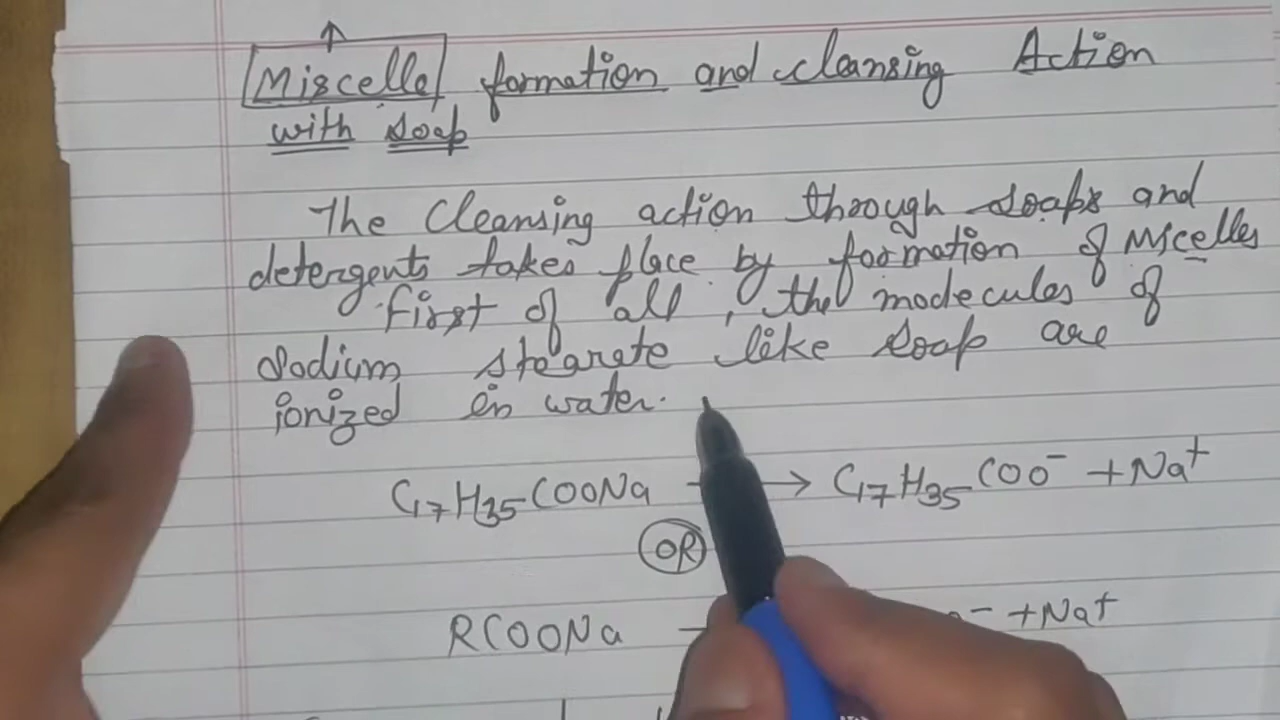 Miscelle formation and cleansing Action
with soap
The Cleansing action through soaps and
detergents takes place by formation of Micelles
First of all, the modecules of
Sodium stearate like soap are
ionized in water.
C17H35COONa → C17H35COO⁻ + Na⁺
OR
RCOONa + Na⁺